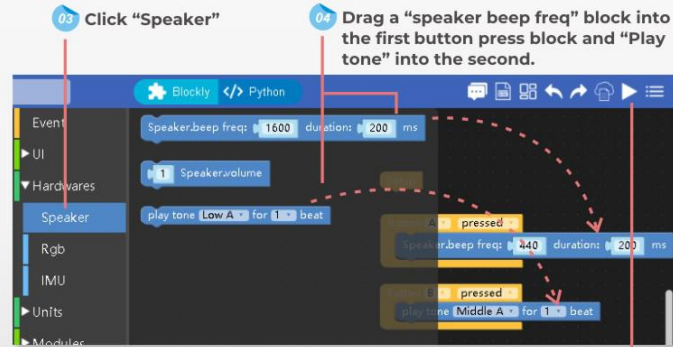 03 Click “Speaker”
04 Drag a “speaker beep freq” block into
the first button press block and “Play
tone” into the second.
Blockly </> Python
Event
UI
Hardwares
Speaker
Rgb
IMU
Units
Modules
Speaker.beep freq: 1600 duration: 200 ms
1 Speaker.volume
play tone Low A for 1 beat
A pressed
Speaker.beep freq: 440 duration: 200 ms
B pressed
play tone Middle A for 1 beat